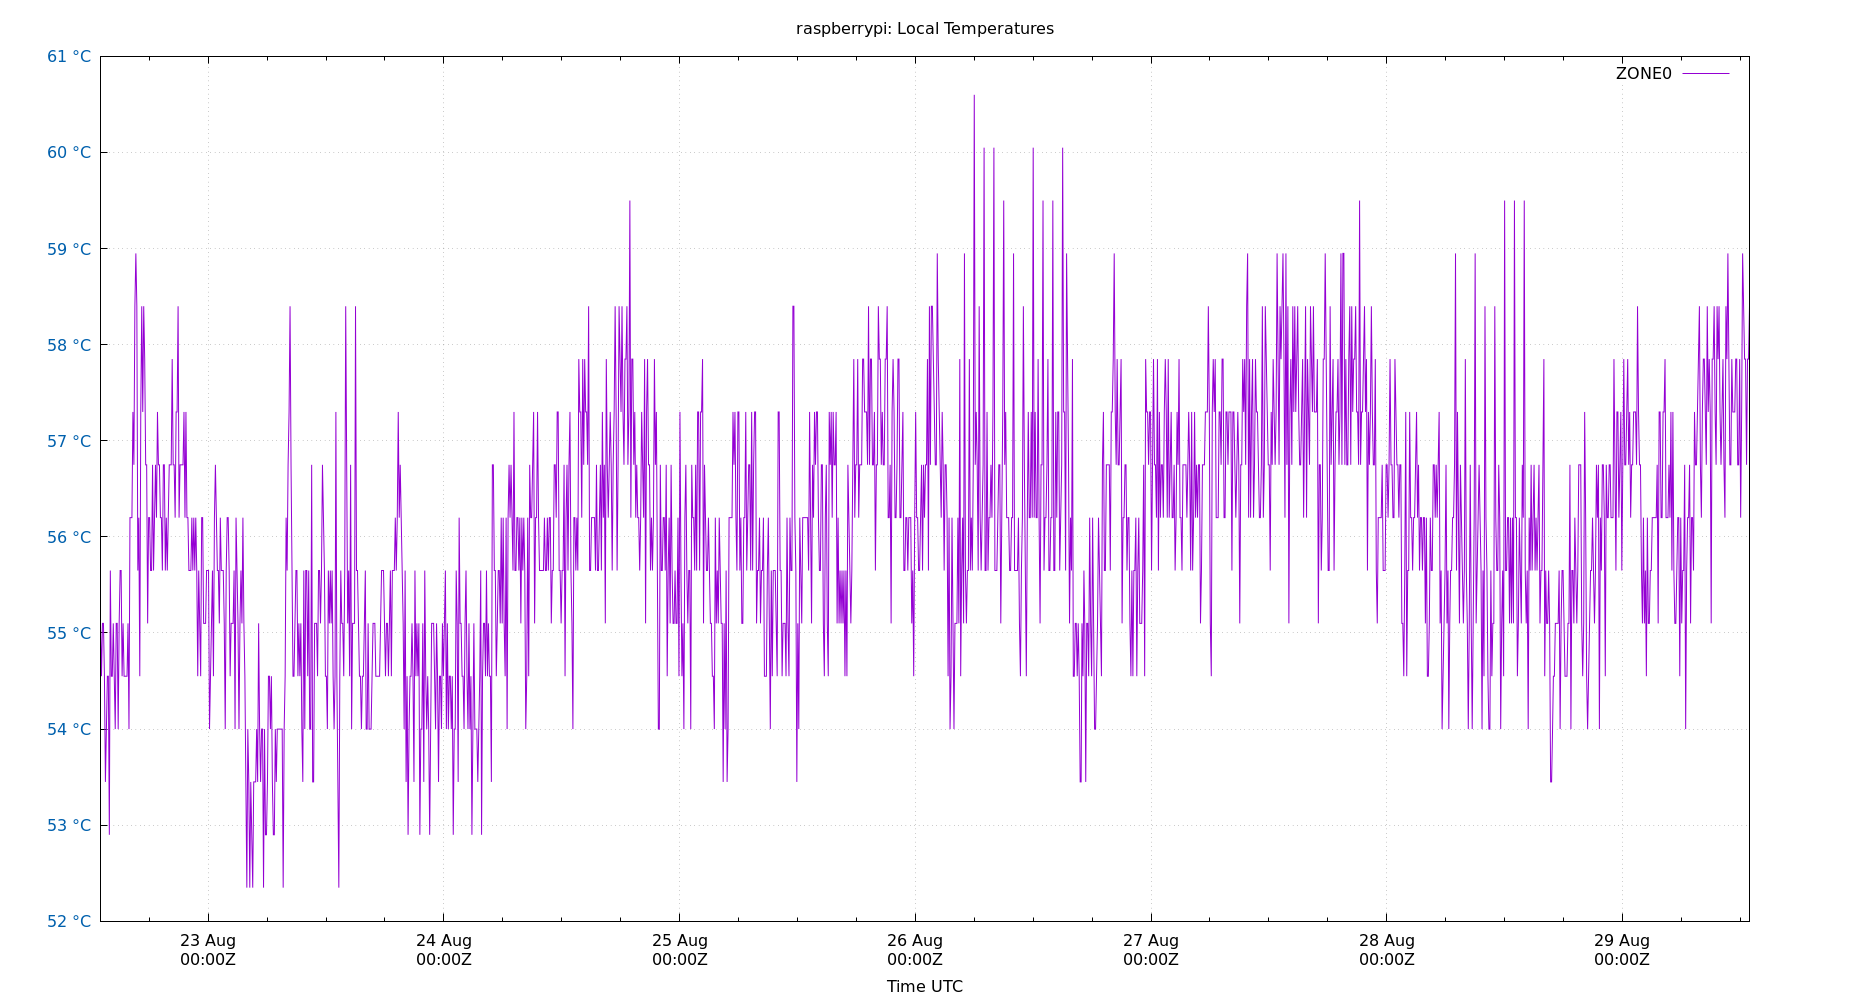 raspberrypi: Local Temperatures
61 °C
ZONE0
60 °C
59 °C
58 °C
57 °C
56 °C
55 °C
54 °C
53 °C
52 °C
23 Aug 24 Aug 25 Aug 26 Aug 27 Aug 28 Aug 29 Aug
00:00Z 00:00Z 00:00Z 00:00Z 00:00Z 00:00Z 00:00Z
Time UTC